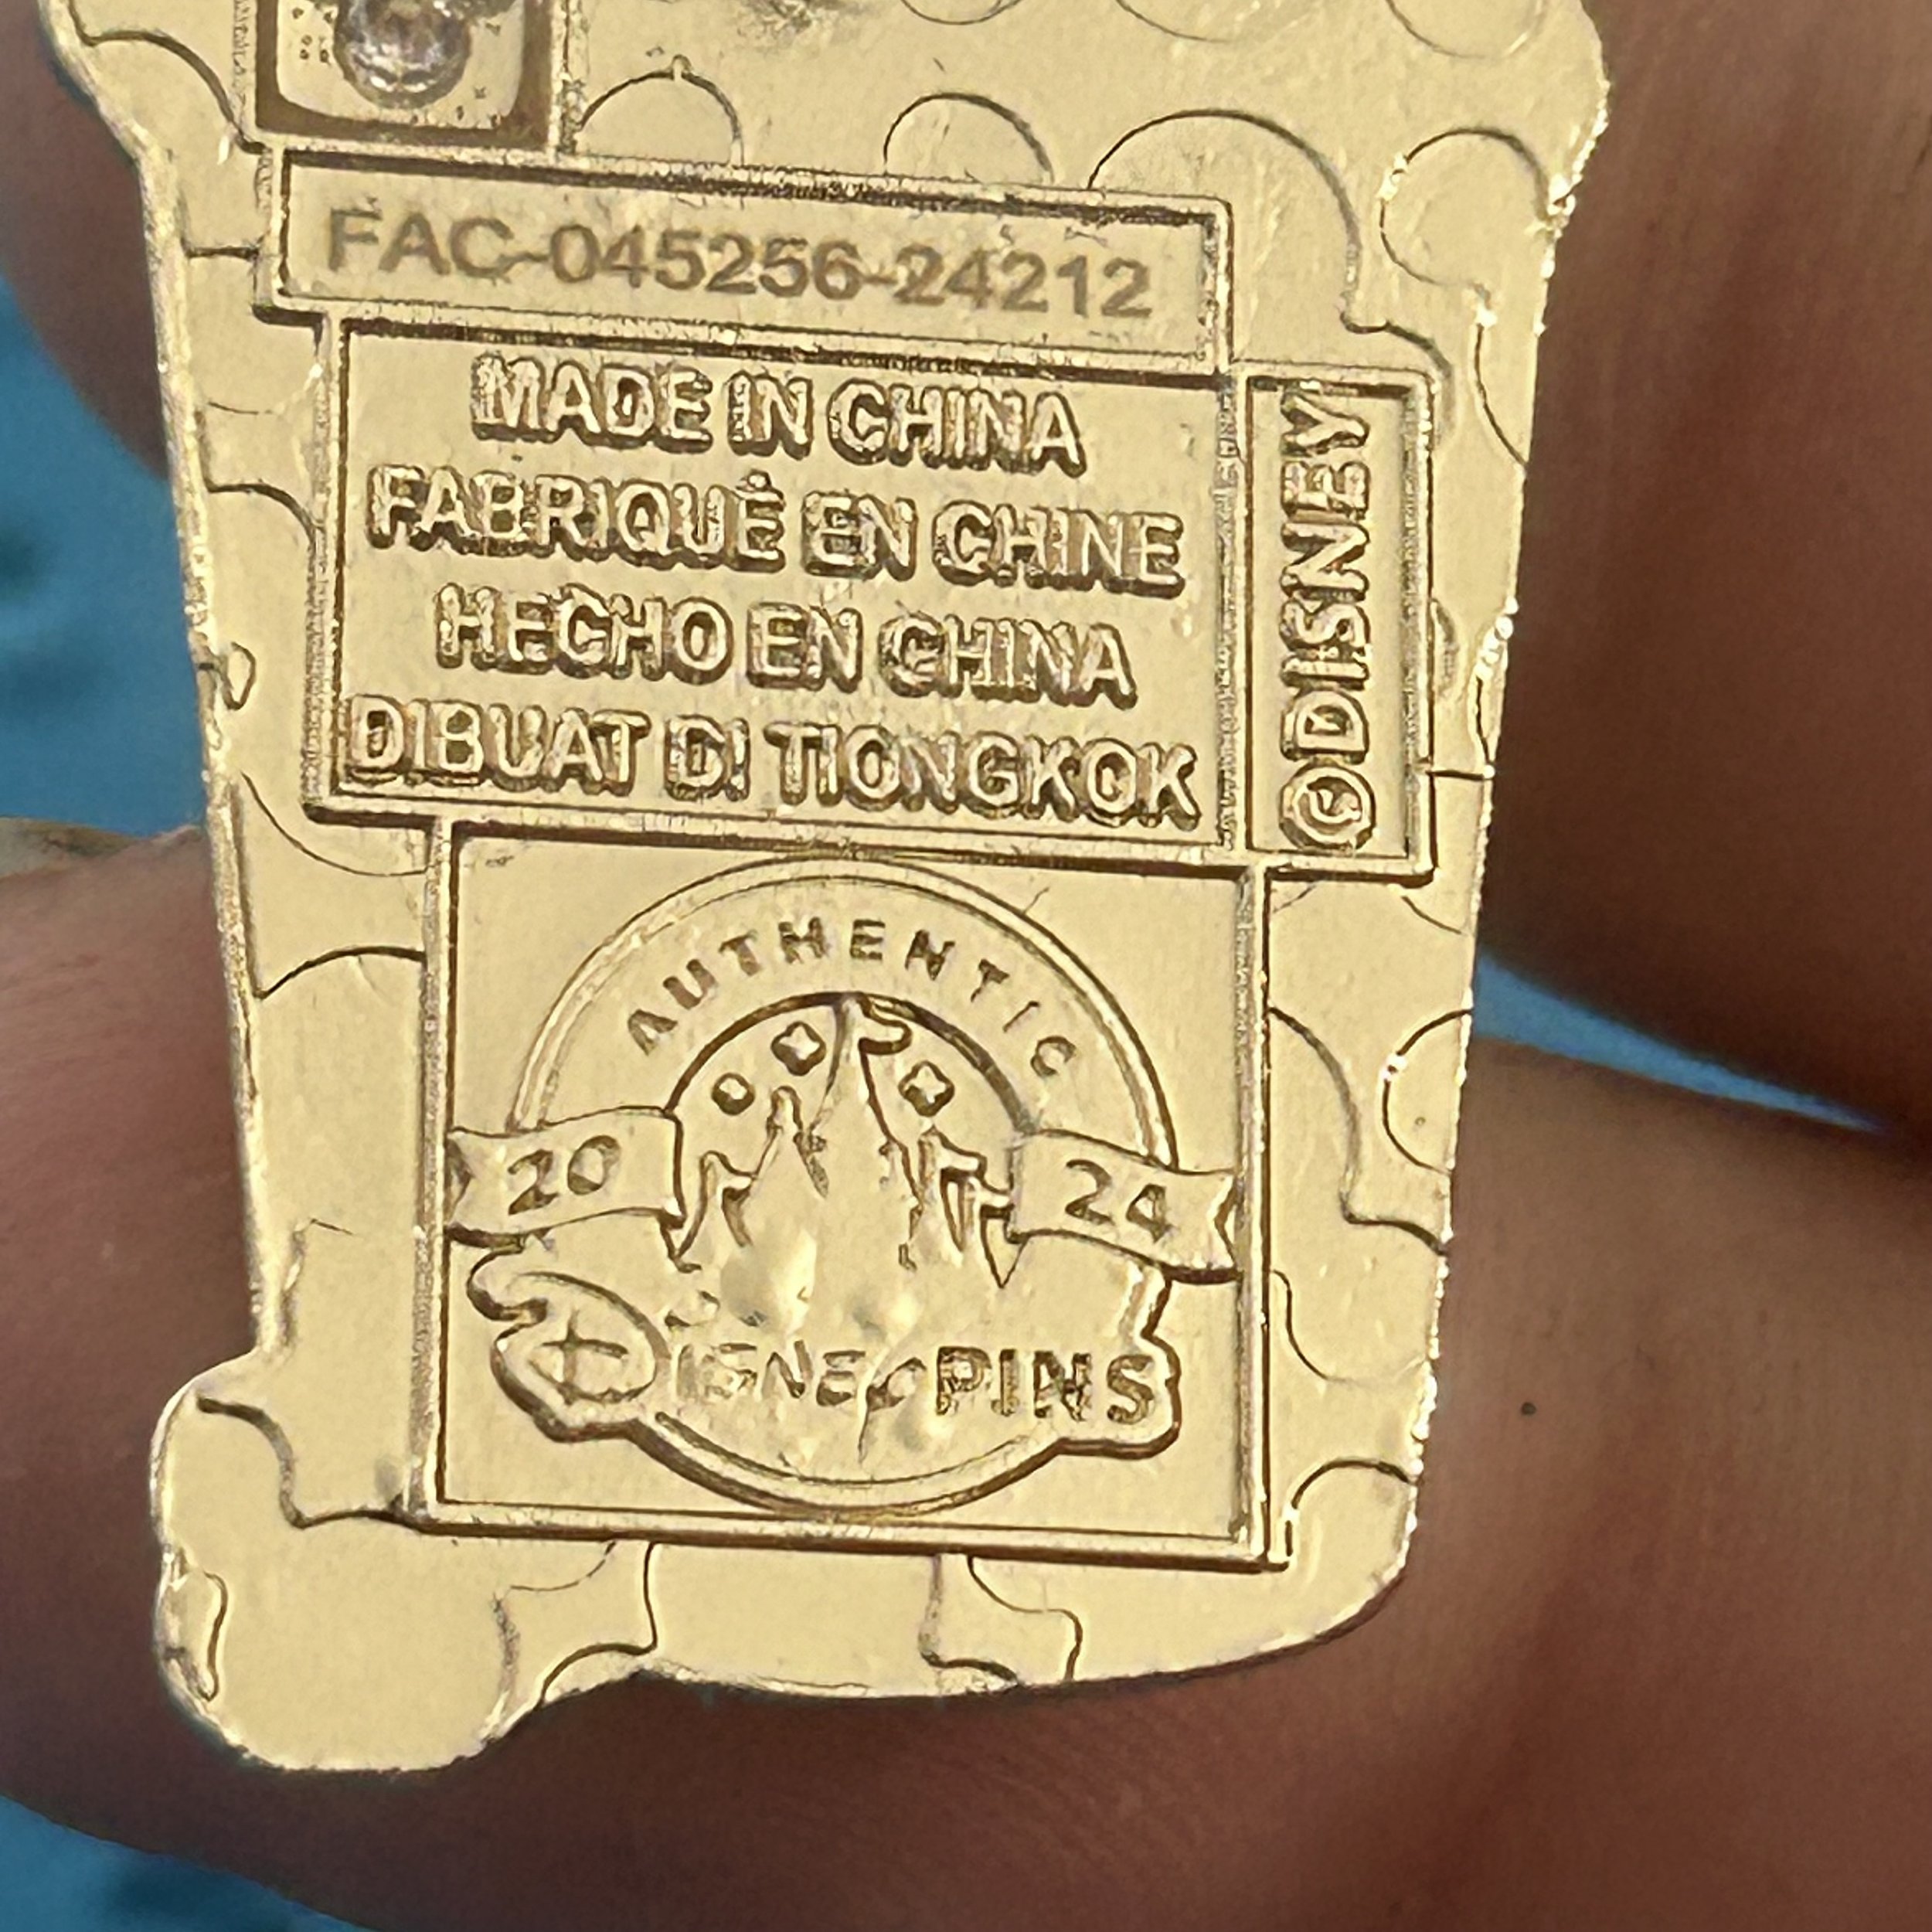 FAC-045256-24212
MADE IN CHINA
FABRIQUÉ EN CHINE
HECHO EN CHINA
DIBUAT DI TIONGKOK
©DISNEY
AUTHENTIC
20 24
DISNEY PINS